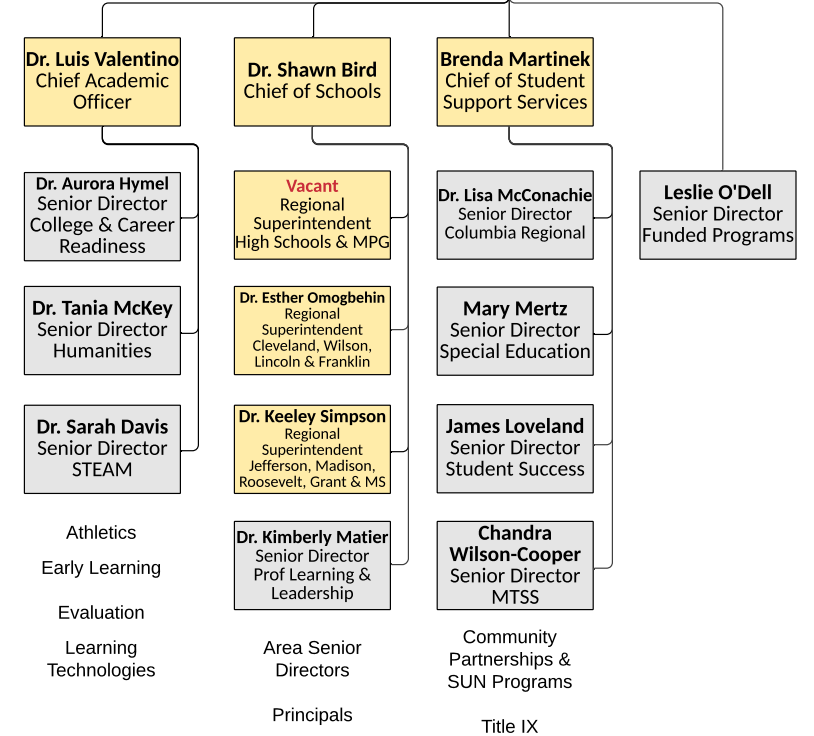 Dr. Luis Valentino
Chief Academic
Officer
Dr. Shawn Bird
Chief of Schools
Brenda Martinek
Chief of Student
Support Services
Dr. Aurora Hymel
Senior Director
College & Career
Readiness
Vacant
Regional
Superintendent
High Schools & MPG
Dr. Lisa McConachie
Senior Director
Columbia Regional
Leslie O'Dell
Senior Director
Funded Programs
Dr. Tania McKey
Senior Director
Humanities
Dr. Esther Omogbehin
Regional
Superintendent
Cleveland, Wilson,
Lincoln & Franklin
Mary Mertz
Senior Director
Special Education
Dr. Sarah Davis
Senior Director
STEAM
Dr. Keeley Simpson
Regional
Superintendent
Jefferson, Madison,
Roosevelt, Grant & MS
James Loveland
Senior Director
Student Success
Dr. Kimberly Matier
Senior Director
Prof Learning &
Leadership
Chandra
Wilson-Cooper
Senior Director
MTSS
Athletics
Early Learning
Evaluation
Learning
Technologies
Area Senior
Directors
Principals
Community
Partnerships &
SUN Programs
Title IX